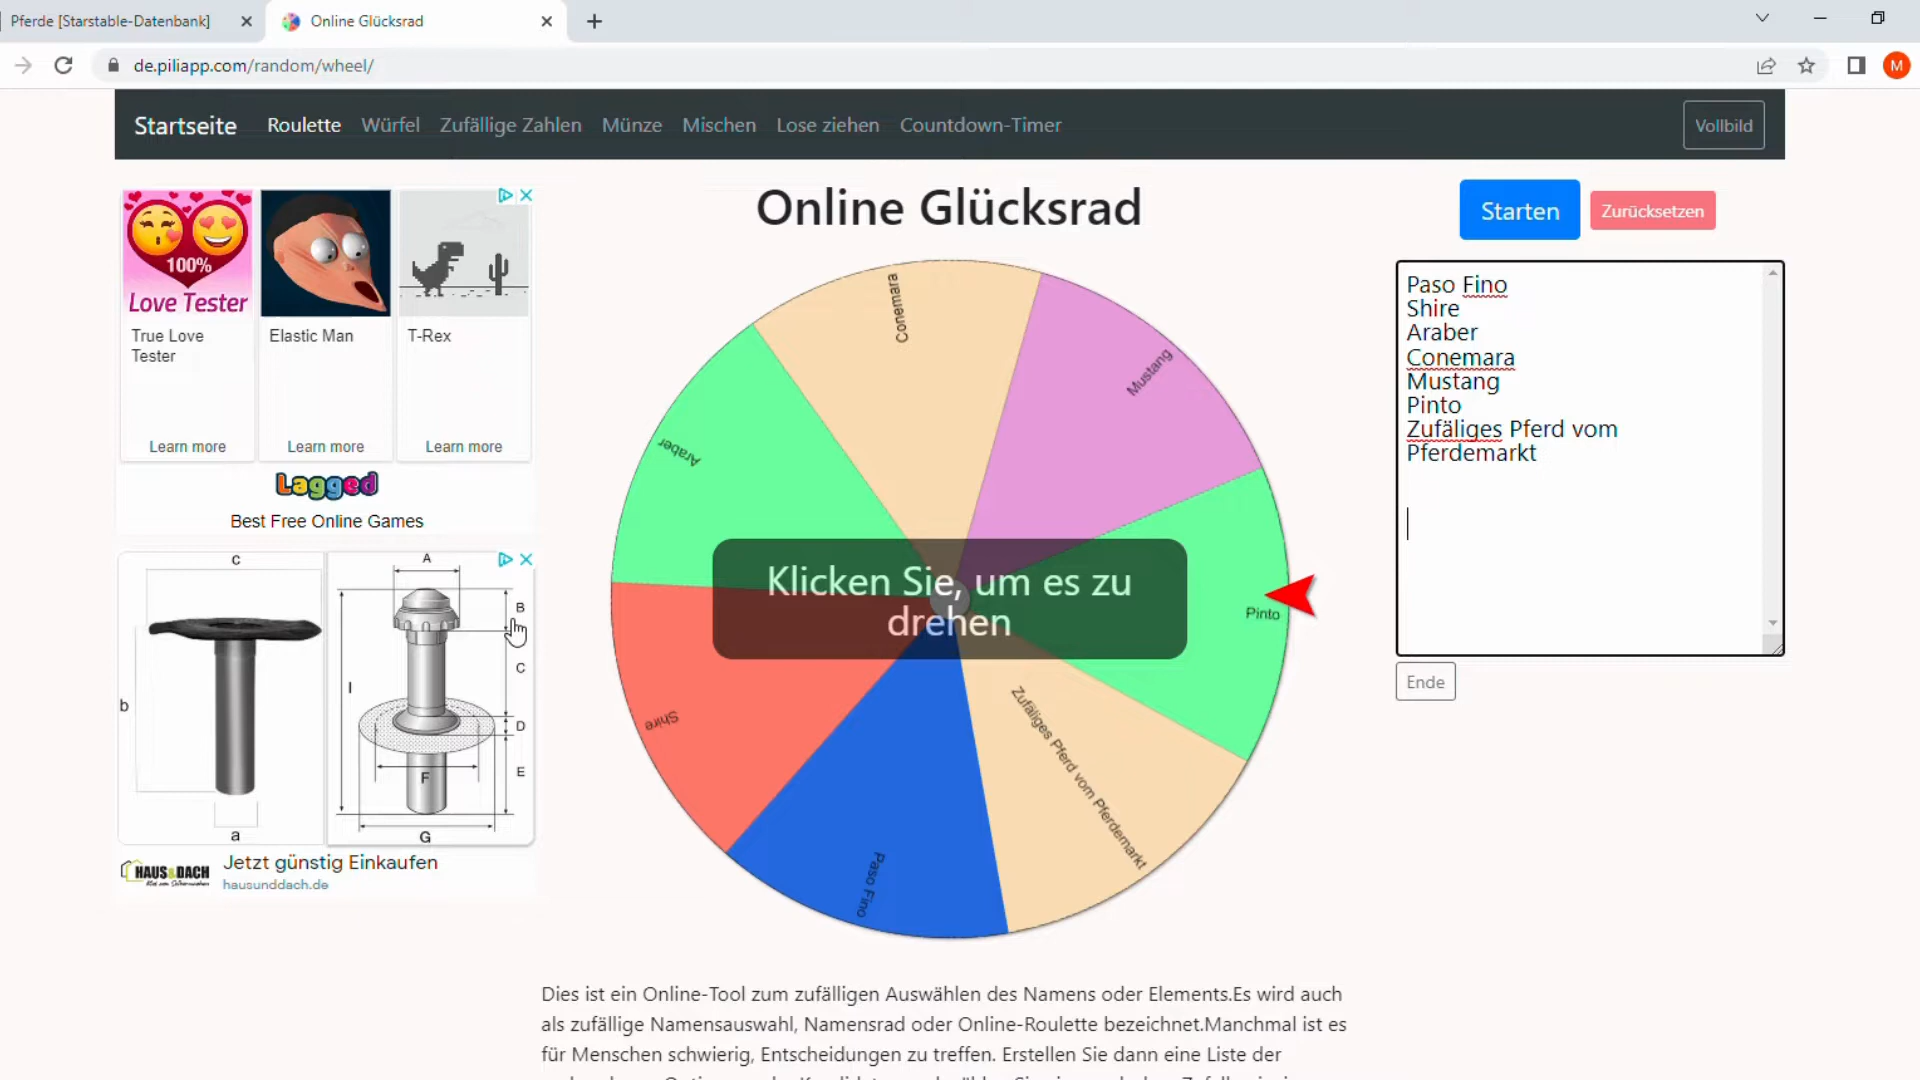 Pferde [Starstable-Datenbank]
Online Glücksrad
de.piliapp.com/random/wheel/
M
Startseite
Roulette
Würfel
Zufällige Zahlen
Münze
Mischen
Lose ziehen
Countdown-Timer
Vollbild
100%
Love Tester
True Love
Tester
Learn more
Elastic Man
Learn more
T-Rex
Learn more
Lagged
Best Free Online Games
c
b
a
A
B
C
D
E
F
G
I
HAUS&DACH
Jetzt günstig Einkaufen
hausunddach.de
Online Glücksrad
Conemara
Mustang
Araber
Pinto
Klicken Sie, um es zu
drehen
Shire
Zufäliges Pferd vom Pferdemarkt
Paso Fino
Starten
Zurücksetzen
Paso Fino
Shire
Araber
Conemara
Mustang
Pinto
Zufäliges Pferd vom
Pferdemarkt
Ende
Dies ist ein Online-Tool zum zufälligen Auswählen des Namens oder Elements.Es wird auch
als zufällige Namensauswahl, Namensrad oder Online-Roulette bezeichnet.Manchmal ist es
für Menschen schwierig, Entscheidungen zu treffen. Erstellen Sie dann eine Liste der